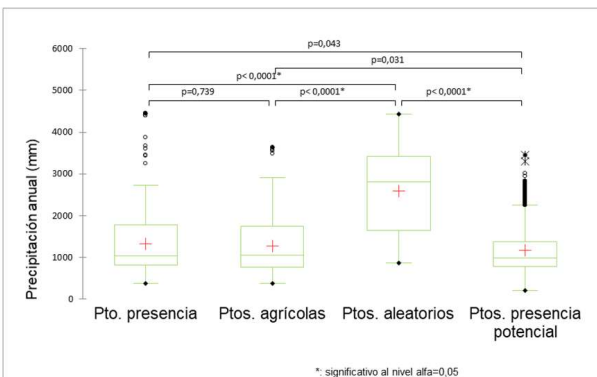 6000
5000
4000
3000
2000
1000
0
Precipitación anual (mm)
p=0,043
p=0,031
p< 0,0001*
p=0,739
p< 0,0001*
p< 0,0001*
Pto. presencia
Ptos. agrícolas
Ptos. aleatorios
Ptos. presencia
potencial
*: significativo al nivel alfa=0,05